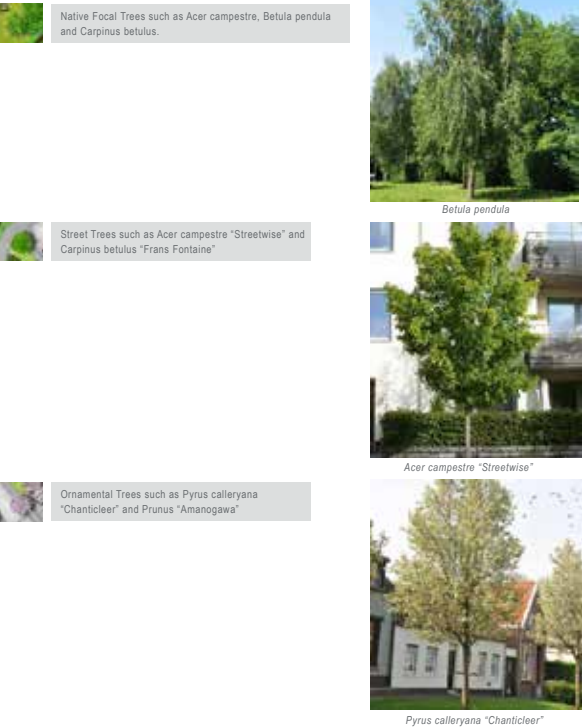 Native Focal Trees such as Acer campestre, Betula pendula
and Carpinus betulus.
Betula pendula
Street Trees such as Acer campestre “Streetwise” and
Carpinus betulus “Frans Fontaine”
Acer campestre “Streetwise”
Ornamental Trees such as Pyrus calleryana
“Chanticleer” and Prunus “Amanogawa”
Pyrus calleryana “Chanticleer”